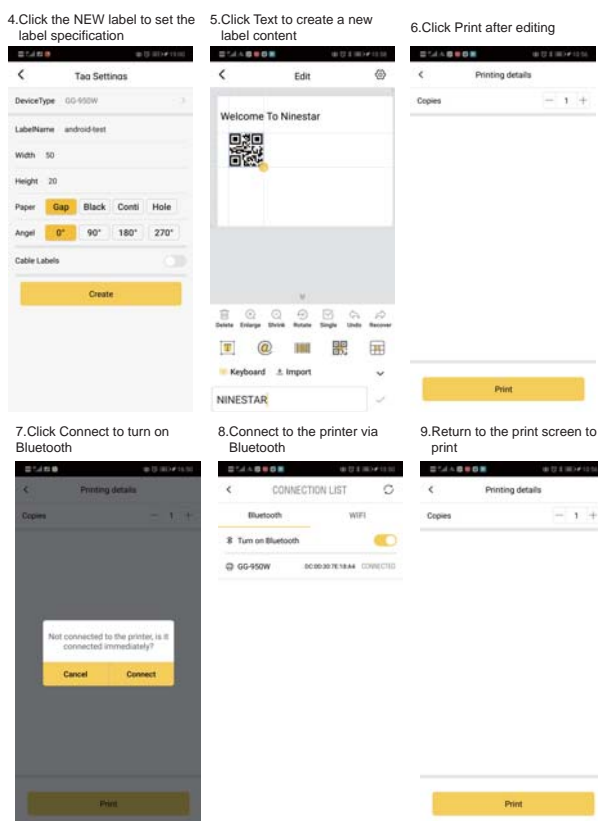 4.Click the NEW label to set the
label specification
Tag Settings
DeviceType GG-950W
LabelName android-test
Width 50
Height 20
Paper Gap Black Conti Hole
Angel 0° 90° 180° 270°
Cable Labels
Create
5.Click Text to create a new
label content
Edit
Welcome To Ninestar
Delete Enlarge Shrink Rotate Single Undo Recover
T @
Keyboard Import
NINESTAR
6.Click Print after editing
Printing details
Copies 1 +
Print
7.Click Connect to turn on
Bluetooth
Printing details
Copies 1 +
Not connected to the printer, is it
connected immediately?
Cancel Connect
Print
8.Connect to the printer via
Bluetooth
CONNECTION LIST
Bluetooth WIFI
Turn on Bluetooth
GG-950W CONNECTED
9.Return to the print screen to
print
Printing details
Copies 1 +
Print